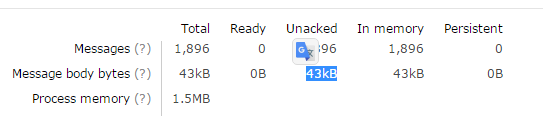 Total Ready Unacked In memory Persistent
Messages (?) 1,896 0 896 1,896 0
Message body bytes (?) 43kB 0B 43kB 43kB 0B
Process memory (?) 1.5MB